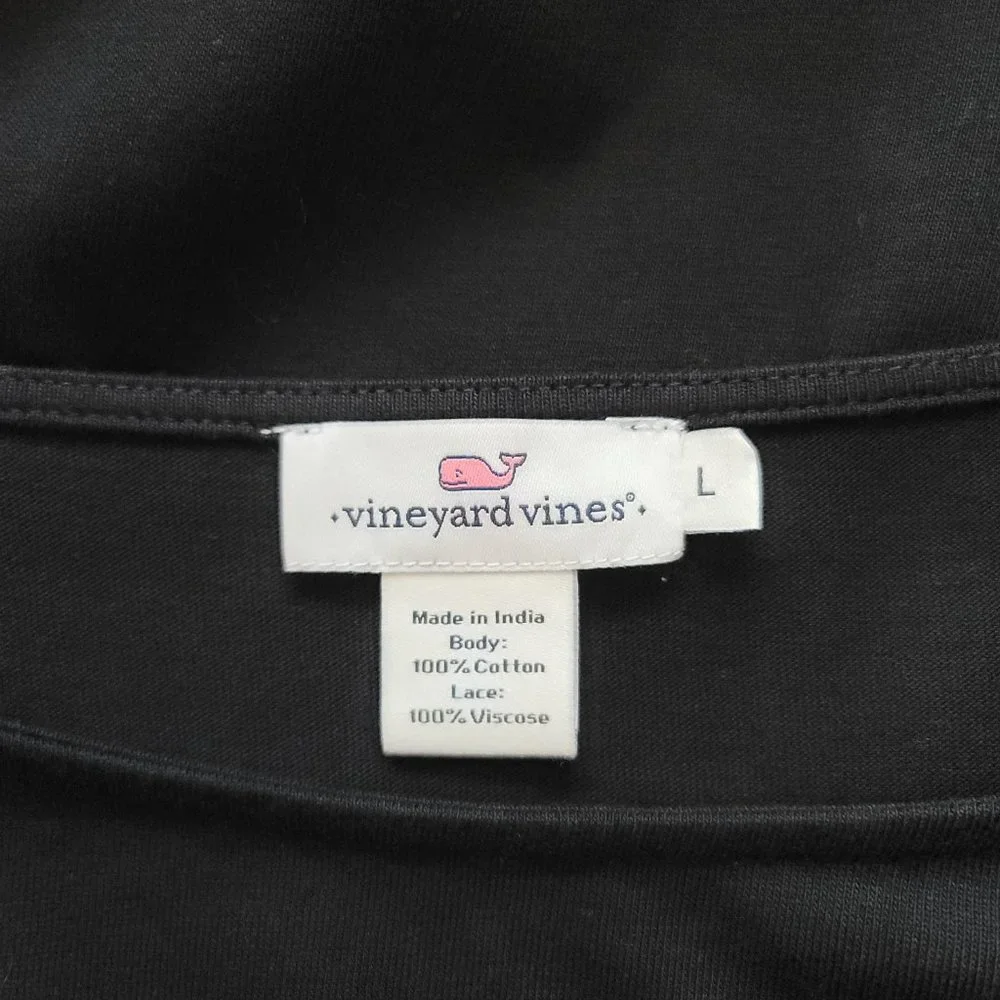 vineyard vines®
L
Made in India
Body:
100% Cotton
Lace:
100% Viscose